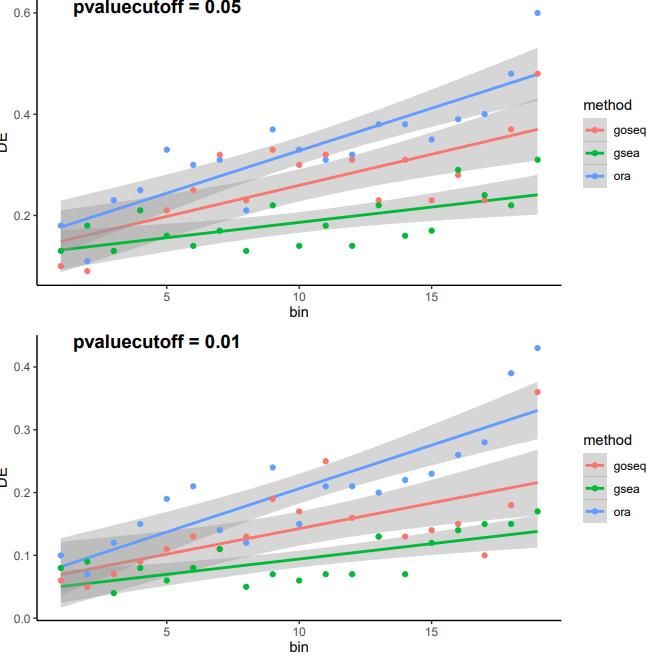 pvaluecutoff = 0.05
0.6
0.4
0.2
DE
5 10 15
bin
method
goseq
gsea
ora
pvaluecutoff = 0.01
0.4
0.3
0.2
0.1
0.0
DE
5 10 15
bin
method
goseq
gsea
ora